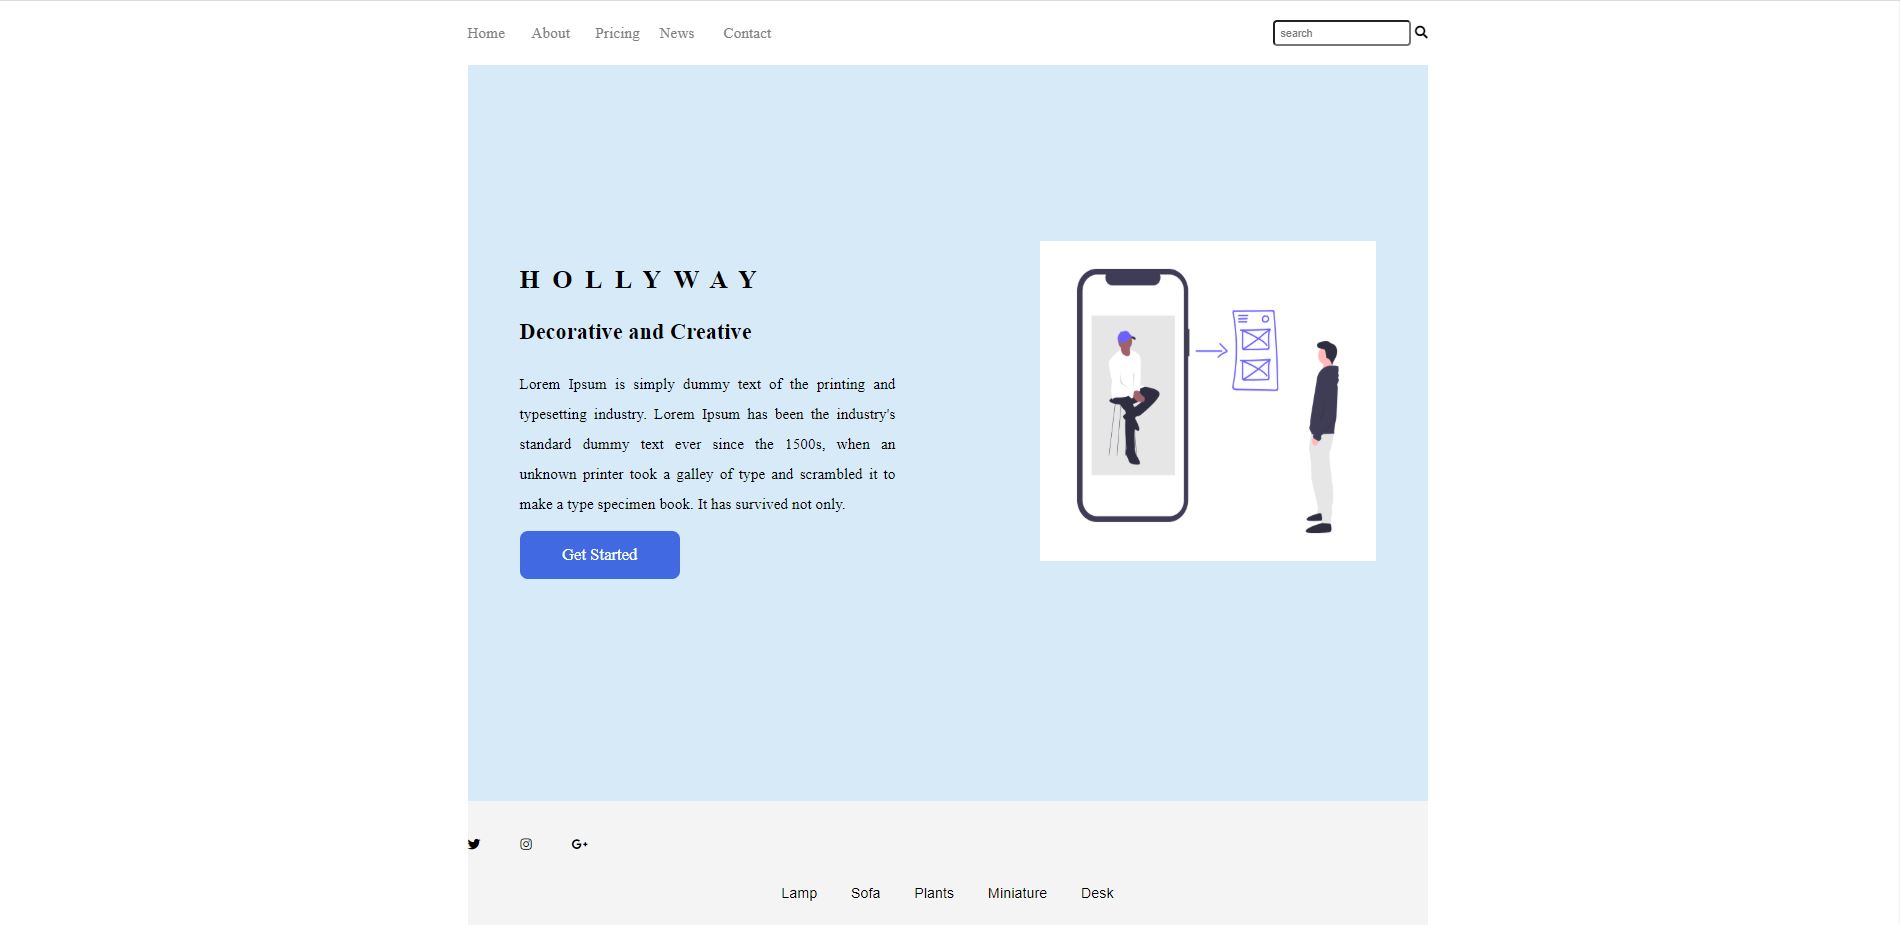 Home About Pricing News Contact search
H O L L Y W A Y
Decorative and Creative
Lorem Ipsum is simply dummy text of the printing and
typesetting industry. Lorem Ipsum has been the industry's
standard dummy text ever since the 1500s, when an
unknown printer took a galley of type and scrambled it to
make a type specimen book. It has survived not only.
Get Started
G+
Lamp Sofa Plants Miniature Desk